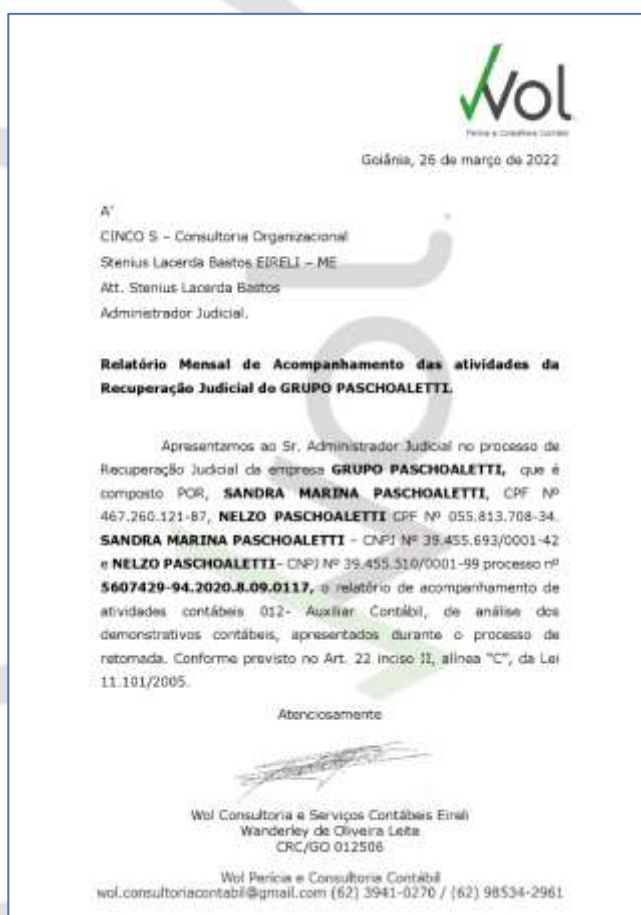 Wol
Perícia e Consultoria Contábil
Goiânia, 26 de março de 2022
A'
CINCO S – Consultoria Organizacional
Stenius Lacerda Bastos EIRELI – ME
Att. Stenius Lacerda Bastos
Administrador Judicial.
Relatório Mensal de Acompanhamento das atividades da
Recuperação Judicial do GRUPO PASCHOALETTI.
Apresentamos ao Sr. Administrador Judicial no processo de
Recuperação Judicial da empresa GRUPO PASCHOALETTI, que é
composto POR, SANDRA MARINA PASCHOALETTI, CPF Nº
467.260.121-87, NELZO PASCHOALETTI CPF Nº 055.813.708-34.
SANDRA MARINA PASCHOALETTI – CNPJ Nº 39.455.693/0001-42
e NELZO PASCHOALETTI– CNPJ Nº 39.455.510/0001-99 processo nº
5607429-94.2020.8.09.0117, o relatório de acompanhamento de
atividades contábeis 012- Auxiliar Contábil, de análise dos
demonstrativos contábeis, apresentados durante o processo de
retomada. Conforme previsto no Art. 22 inciso II, alínea "C", da Lei
11.101/2005.
Atenciosamente
Wol Consultoria e Serviços Contábeis Eireli
Wanderley de Oliveira Leite
CRC/GO 012506
Wol Perícia e Consultoria Contábil
wol.consultoriacontabil@gmail.com (62) 3941-0270 / (62) 98534-2961